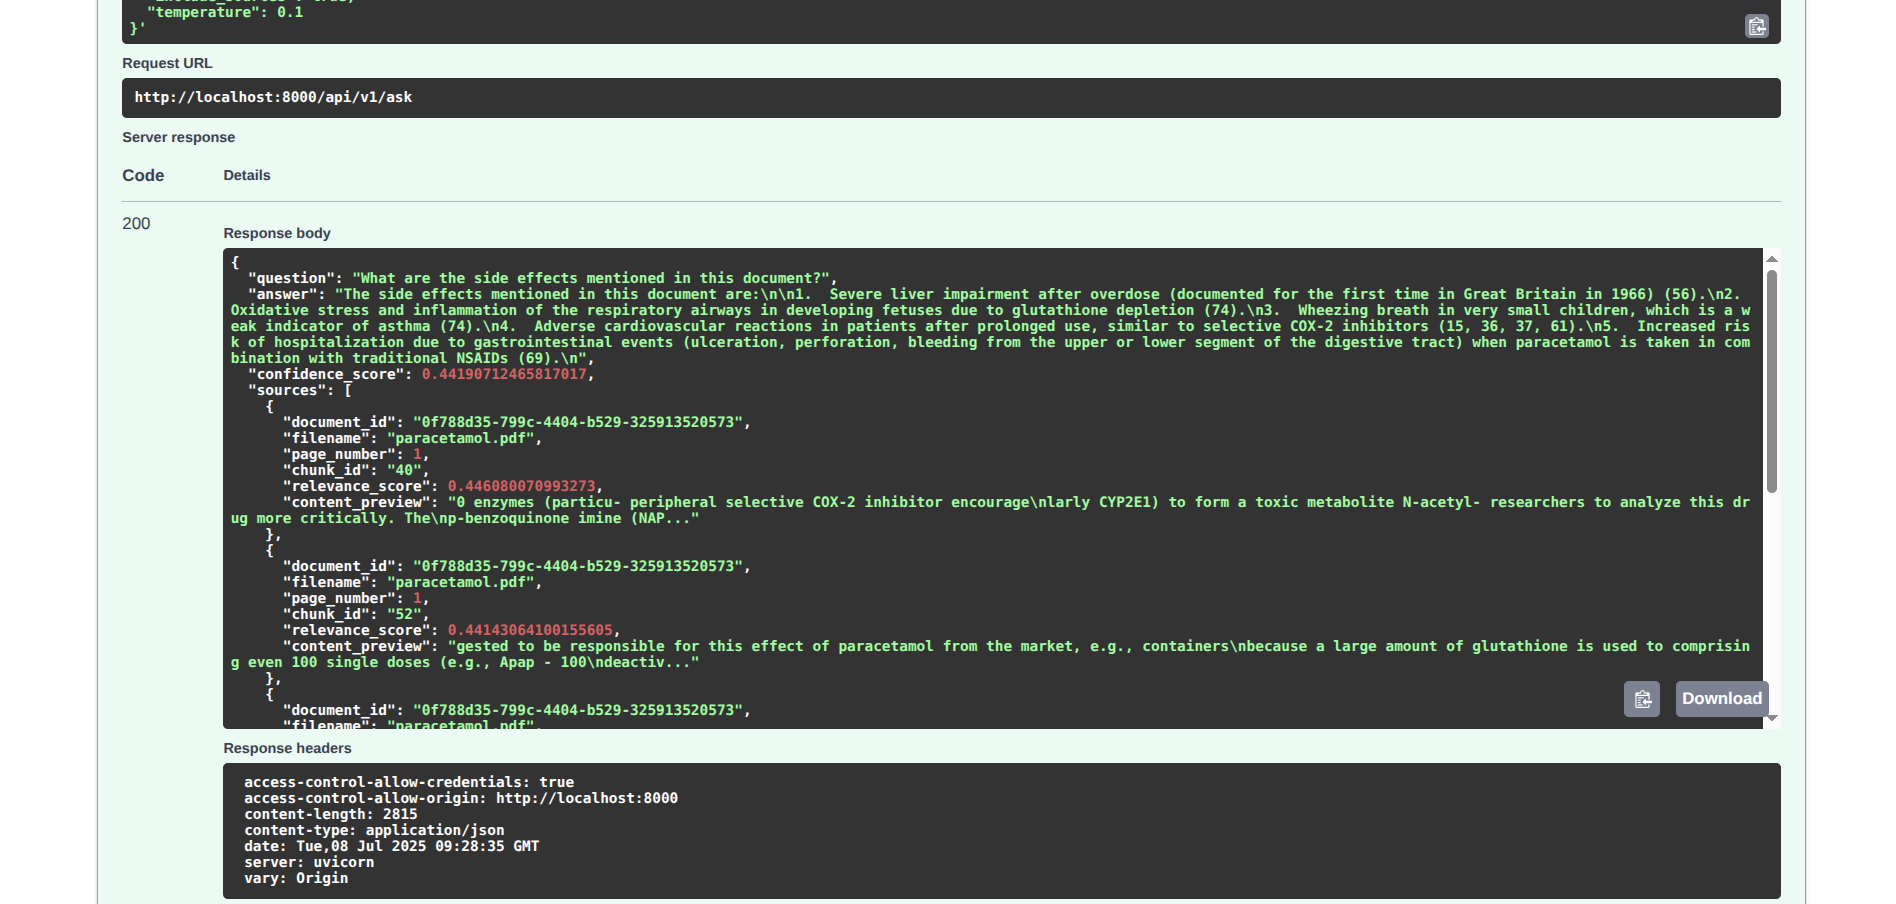 "temperature": 0.1
}'
Request URL
http://localhost:8000/api/v1/ask
Server response
Code Details
200
Response body
{
"question": "What are the side effects mentioned in this document?",
"answer": "The side effects mentioned in this document are:\n\n1.  Severe liver impairment after overdose (documented for the first time in Great Britain in 1966) (56).\n2.
Oxidative stress and inflammation of the respiratory airways in developing fetuses due to glutathione depletion (74).\n3.  Wheezing breath in very small children, which is a w
eak indicator of asthma (74).\n4.  Adverse cardiovascular reactions in patients after prolonged use, similar to selective COX-2 inhibitors (15, 36, 37, 61).\n5.  Increased ris
k of hospitalization due to gastrointestinal events (ulceration, perforation, bleeding from the upper or lower segment of the digestive tract) when paracetamol is taken in com
bination with traditional NSAIDs (69).\n",
"confidence_score": 0.44190712465817017,
"sources": [
{
"document_id": "0f788d35-799c-4404-b529-325913520573",
"filename": "paracetamol.pdf",
"page_number": 1,
"chunk_id": "40",
"relevance_score": 0.446080070993273,
"content_preview": "0 enzymes (particu- peripheral selective COX-2 inhibitor encourage\nlarly CYP2E1) to form a toxic metabolite N-acetyl- researchers to analyze this dr
ug more critically. The\np-benzoquinone imine (NAP..."
},
{
"document_id": "0f788d35-799c-4404-b529-325913520573",
"filename": "paracetamol.pdf",
"page_number": 1,
"chunk_id": "52",
"relevance_score": 0.44143064100155605,
"content_preview": "gested to be responsible for this effect of paracetamol from the market, e.g., containers\nbecause a large amount of glutathione is used to comprisin
g even 100 single doses (e.g., Apap - 100\ndeactiv..."
},
{
"document_id": "0f788d35-799c-4404-b529-325913520573",
"filename": "paracetamol.pdf",
Download
Response headers
access-control-allow-credentials: true
access-control-allow-origin: http://localhost:8000
content-length: 2815
content-type: application/json
date: Tue,08 Jul 2025 09:28:35 GMT
server: uvicorn
vary: Origin